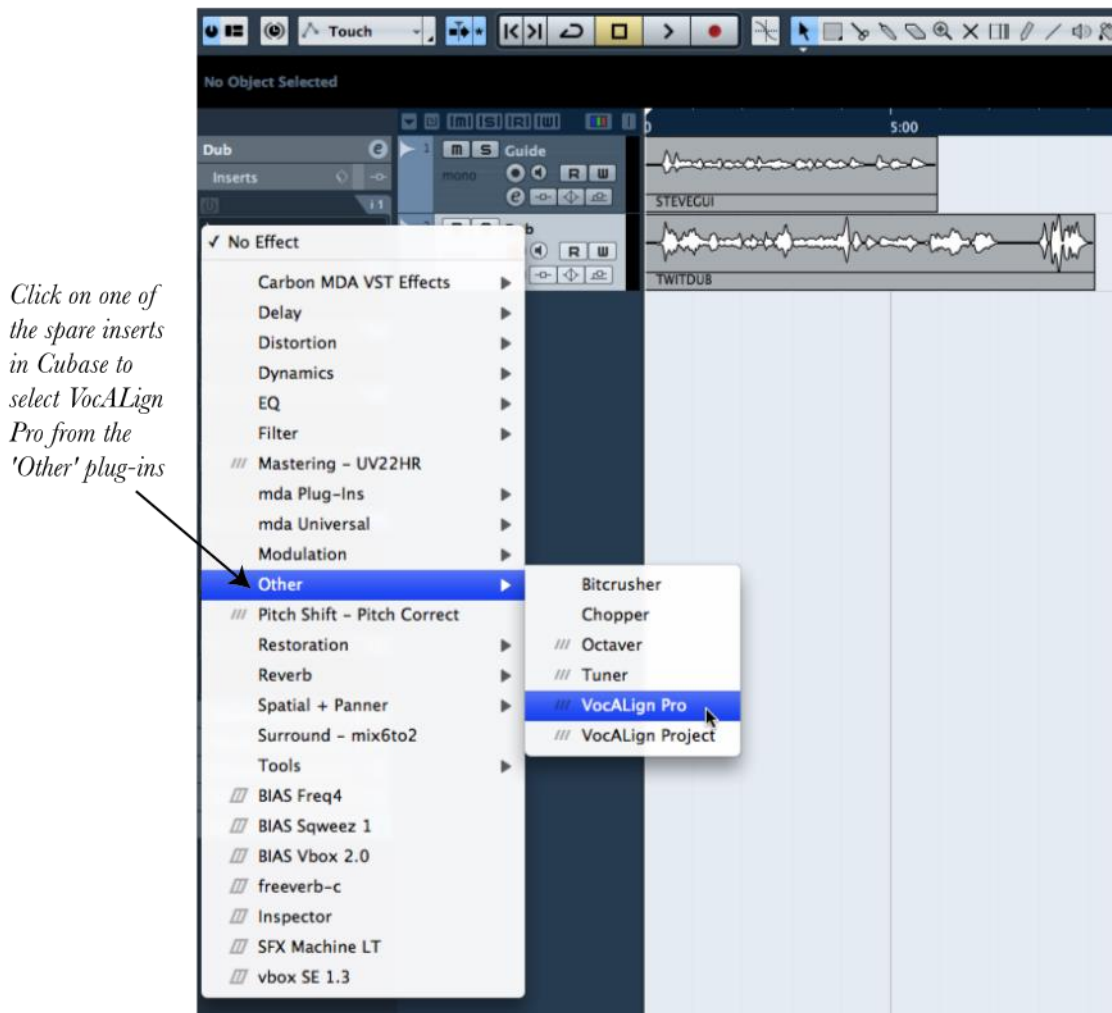 Touch
No Object Selected
[m] [S] [R] [W]
5:00
Dub
e
1
m S Guide
Inserts
mono
R W
i 1
e
STEVEGUI
✓ No Effect
b
R W
TWITDUB
Carbon MDA VST Effects
Delay
Distortion
Dynamics
EQ
Filter
/// Mastering - UV22HR
mda Plug-Ins
mda Universal
Modulation
Other
/// Pitch Shift - Pitch Correct
Restoration
Reverb
Spatial + Panner
Surround - mix6to2
Tools
BIAS Freq4
BIAS Sqweez 1
BIAS Vbox 2.0
freeverb-c
Inspector
SFX Machine LT
vbox SE 1.3
Bitcrusher
Chopper
/// Octaver
/// Tuner
/// VocALign Pro
/// VocALign Project
Click on one of
the spare inserts
in Cubase to
select VocALign
Pro from the
'Other' plug-ins